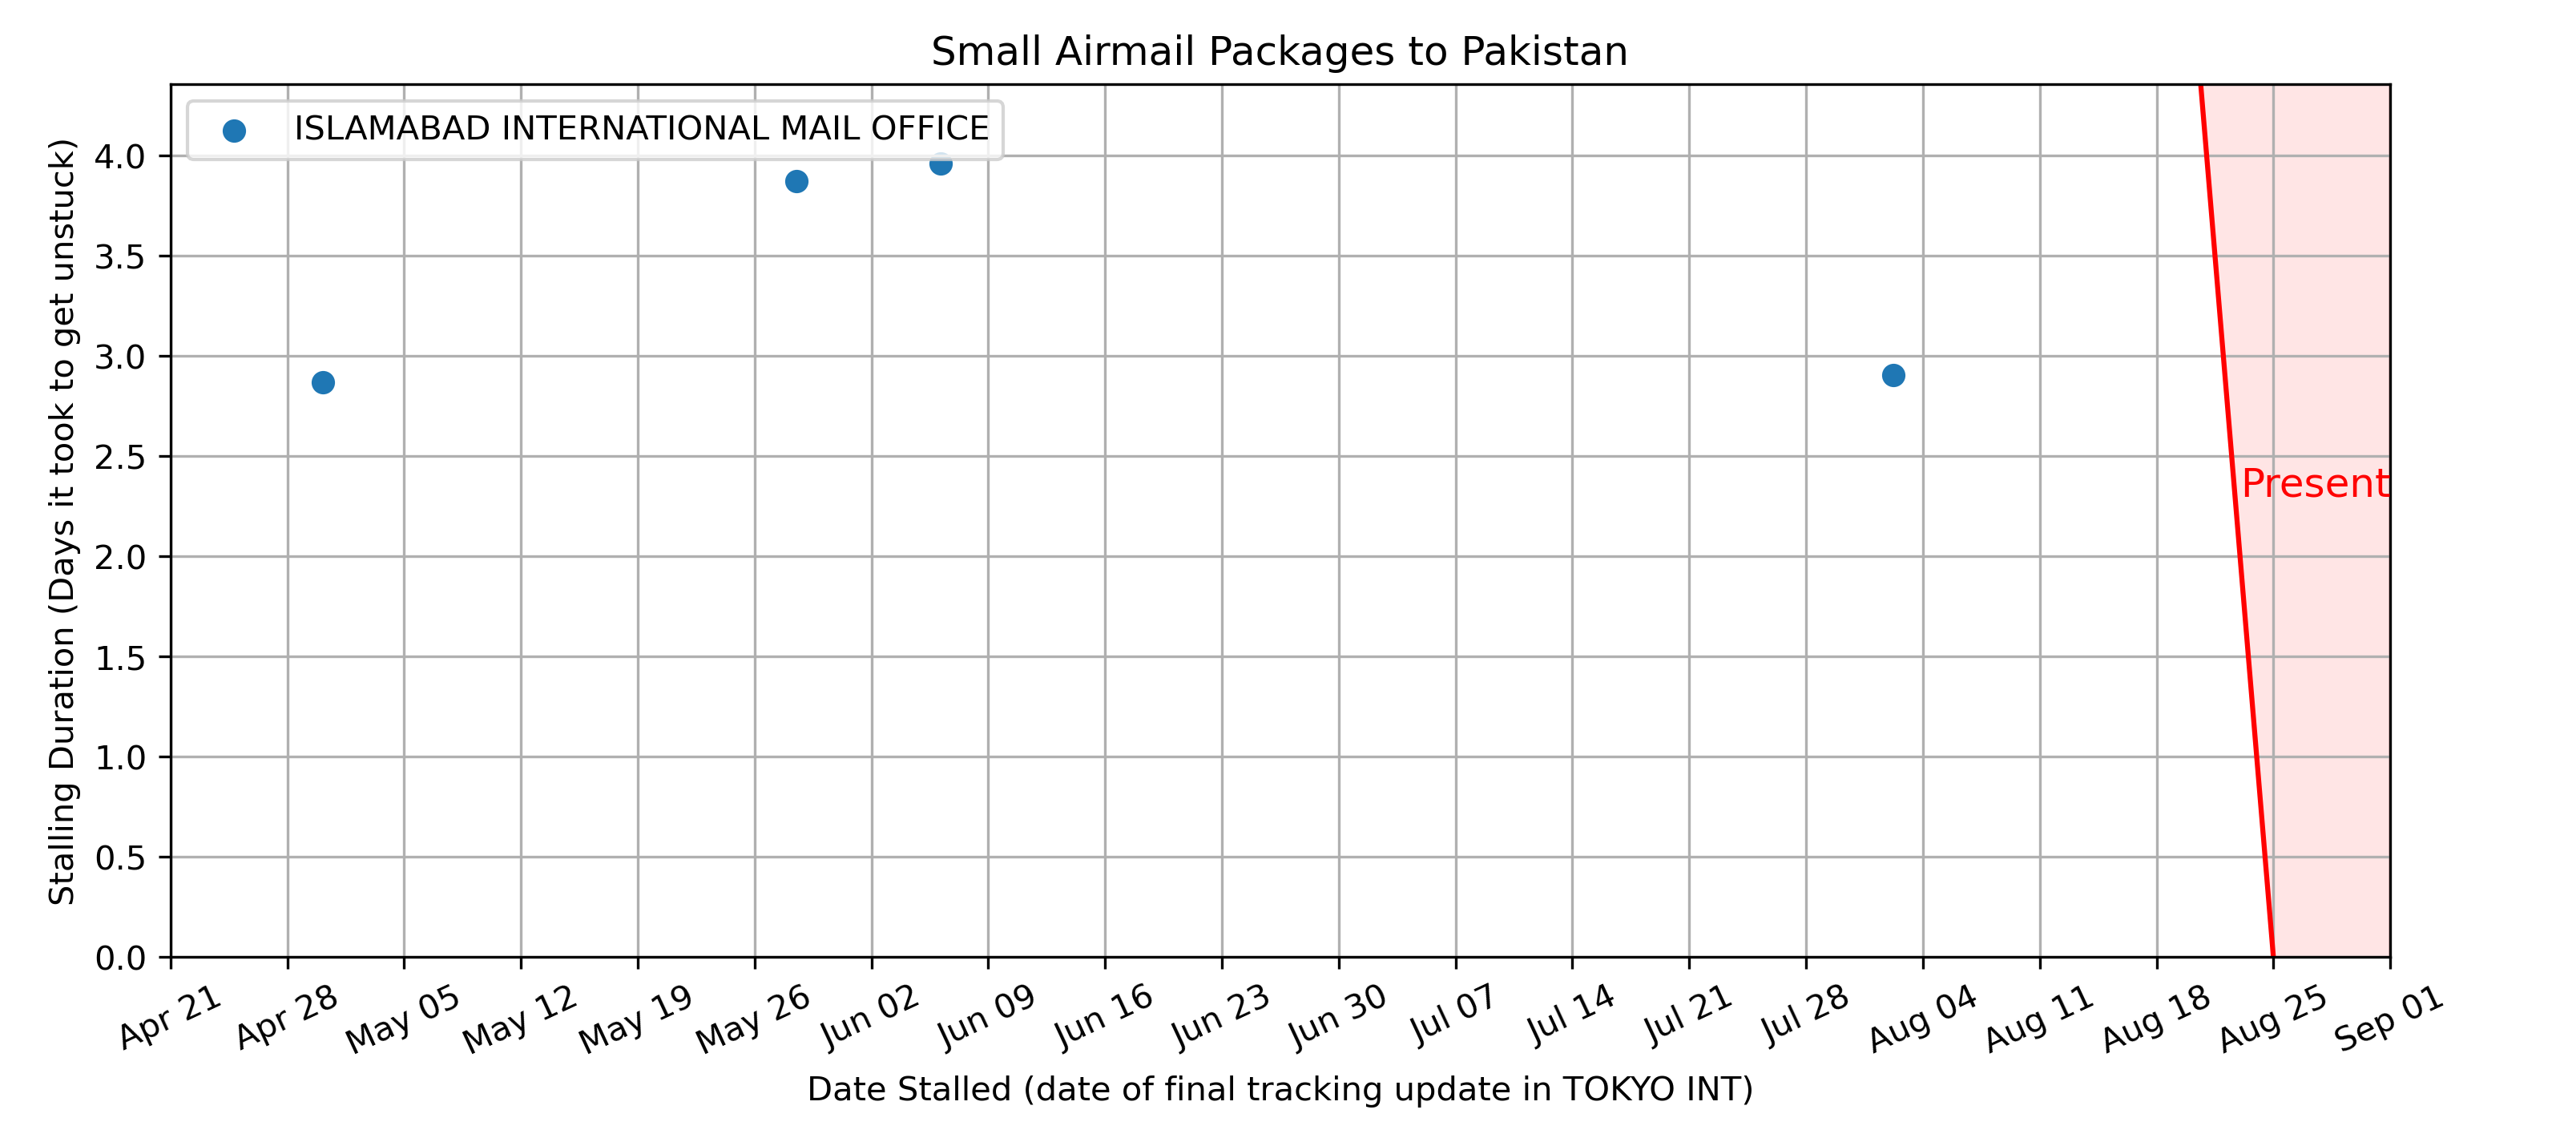 Small Airmail Packages to Pakistan
ISLAMABAD INTERNATIONAL MAIL OFFICE
Stalling Duration (Days it took to get unstuck)
4.0
3.5
3.0
2.5
2.0
1.5
1.0
0.5
0.0
Present
Apr 21 Apr 28 May 05 May 12 May 19 May 26 Jun 02 Jun 09 Jun 16 Jun 23 Jun 30 Jul 07 Jul 14 Jul 21 Jul 28 Aug 04 Aug 11 Aug 18 Aug 25 Sep 01
Date Stalled (date of final tracking update in TOKYO INT)